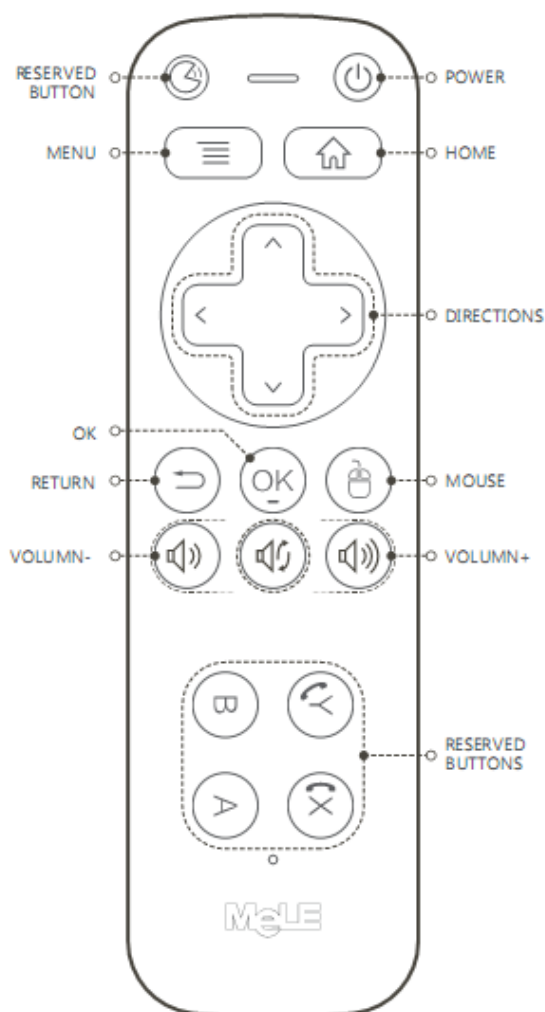 RESERVED
BUTTON
POWER
MENU
HOME
DIRECTIONS
OK
RETURN
OK
MOUSE
VOLUMN-
VOLUMN+
B
Y
RESERVED
BUTTONS
A
X
MeLE